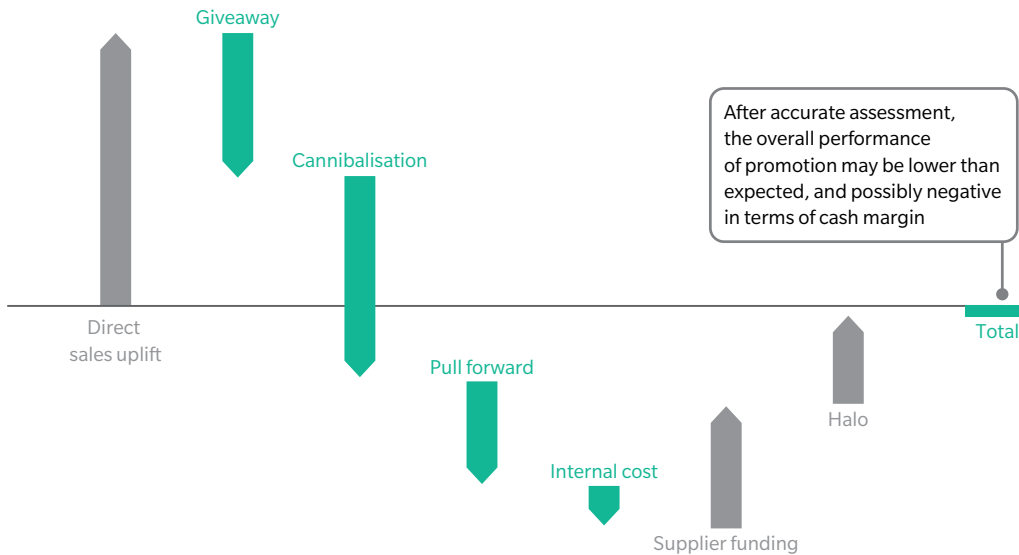 Giveaway
Cannibalisation
After accurate assessment,
the overall performance
of promotion may be lower than
expected, and possibly negative
in terms of cash margin
Direct
sales uplift
Total
Pull forward
Halo
Internal cost
Supplier funding